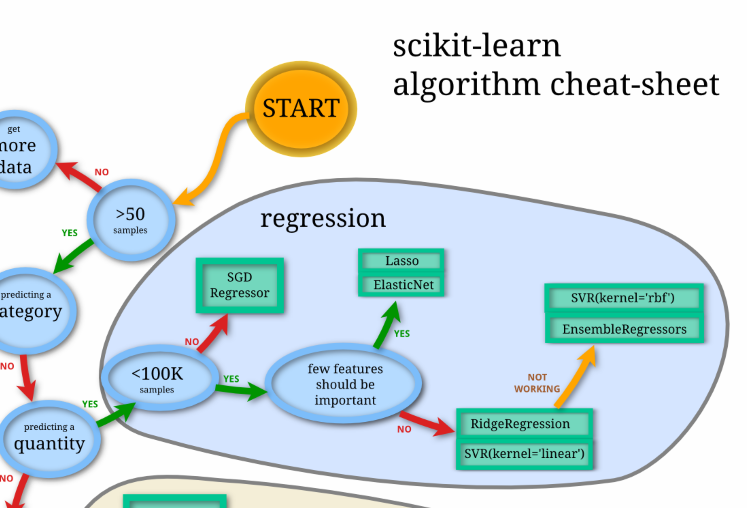 scikit-learn
algorithm cheat-sheet
START
get
more
data
NO
>50
samples
YES
predicting a
category
NO
predicting a
quantity
YES
NO
regression
<100K
samples
NO
SGD
Regressor
YES
few features
should be
important
YES
Lasso
ElasticNet
NO
RidgeRegression
SVR(kernel='linear')
NOT
WORKING
SVR(kernel='rbf')
EnsembleRegressors